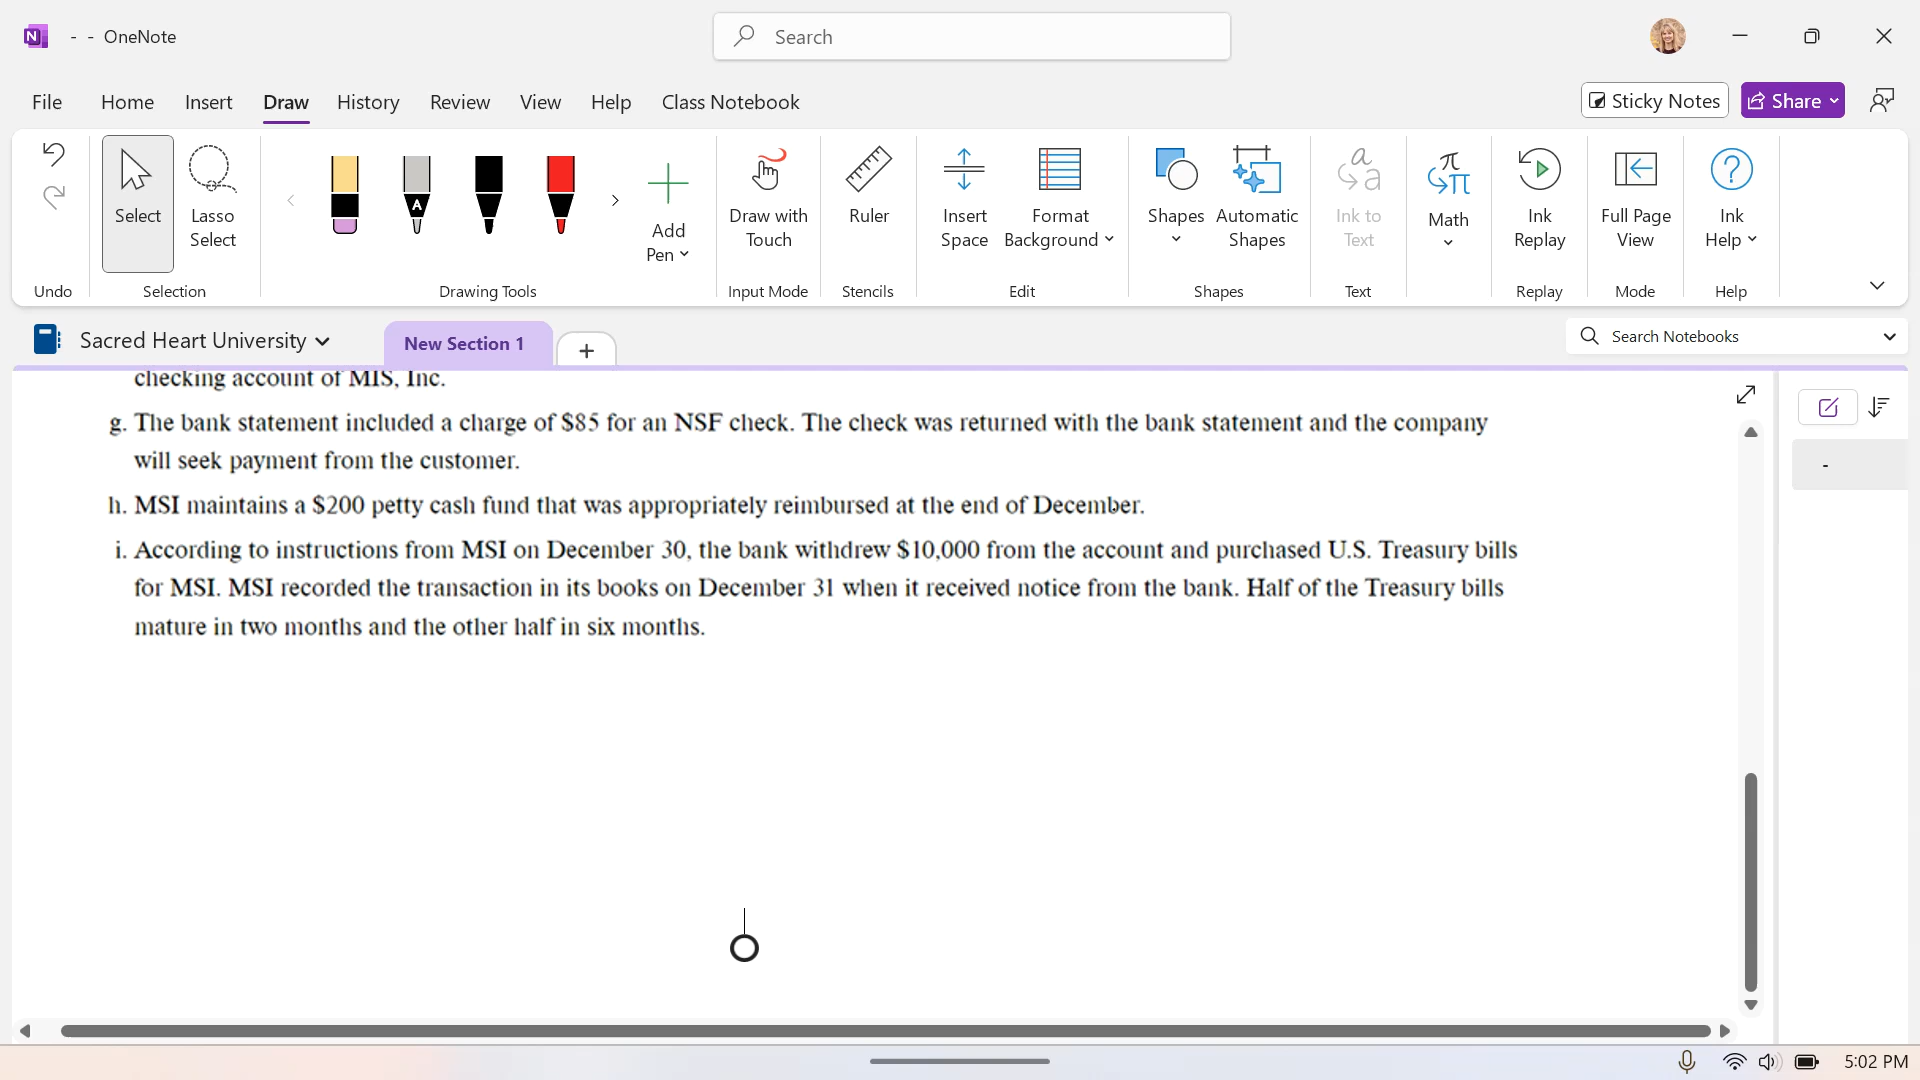 - - OneNote
Search
File Home Insert Draw History Review View Help Class Notebook
Sticky Notes
Share
Select
Lasso
Select
A
Add
Pen
Draw with
Touch
Ruler
Insert
Space
Format
Background
Shapes
Automatic
Shapes
Ink to
Text
Math
Ink
Replay
Full Page
View
Ink
Help
Undo Selection Drawing Tools Input Mode Stencils Edit Shapes Text Replay Mode Help
Sacred Heart University
New Section 1
+
Search Notebooks
checking account of MIS, Inc.
g. The bank statement included a charge of $85 for an NSF check. The check was returned with the bank statement and the company
will seek payment from the customer.
h. MSI maintains a $200 petty cash fund that was appropriately reimbursed at the end of December.
i. According to instructions from MSI on December 30, the bank withdrew $10,000 from the account and purchased U.S. Treasury bills
for MSI. MSI recorded the transaction in its books on December 31 when it received notice from the bank. Half of the Treasury bills
mature in two months and the other half in six months.
-
5:02 PM